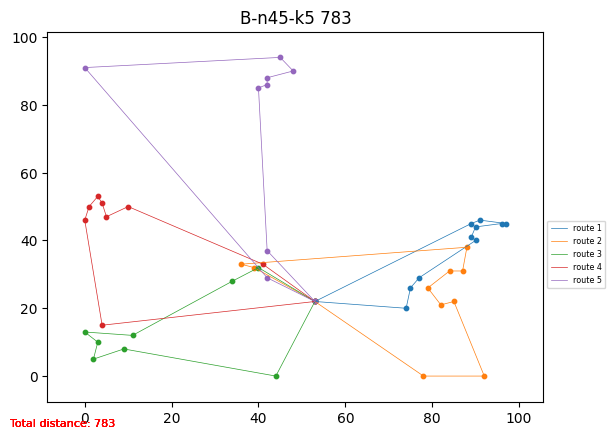 B-n45-k5 783
100
80
60
40
20
0
0 20 40 60 80 100
route 1
route 2
route 3
route 4
route 5
Total distance: 783